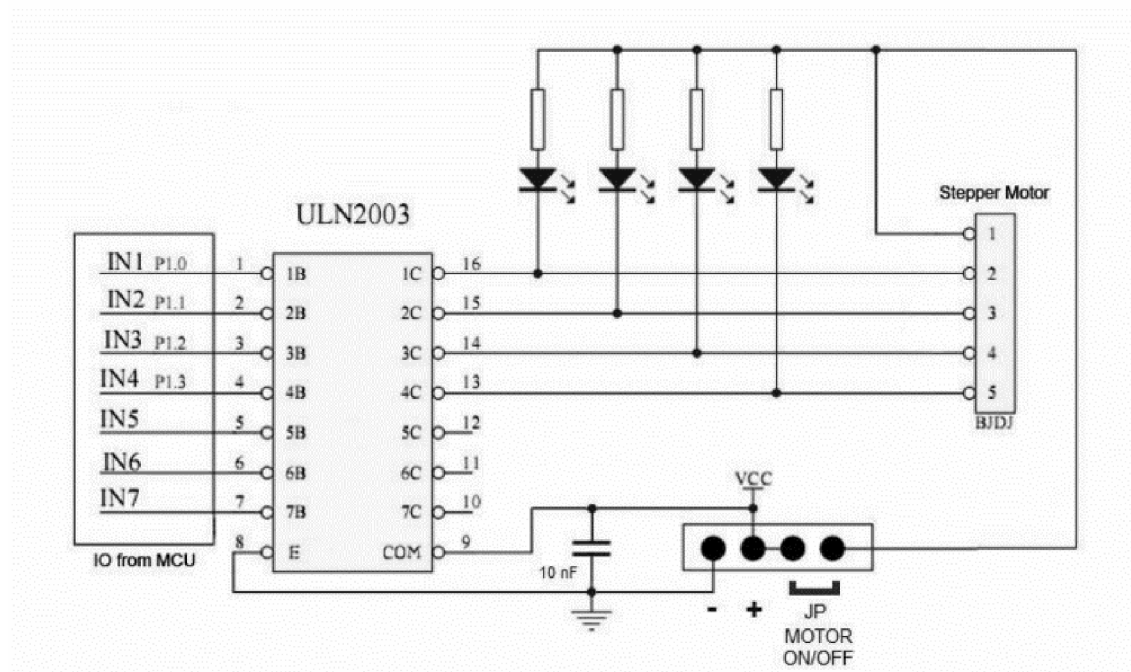 Stepper Motor
ULN2003
IN1 P1.0 1 1B 1C 16 1
IN2 P1.1 2 2B 2C 15 2
IN3 P1.2 3 3B 3C 14 3
IN4 P1.3 4 4B 4C 13 4
IN5 5 5B 5C 12 5
IN6 6 6B 6C 11
IN7 7 7B 7C 10
8 E COM 9
BJDJ
IO from MCU
10 nF
VCC
- + JP
MOTOR
ON/OFF